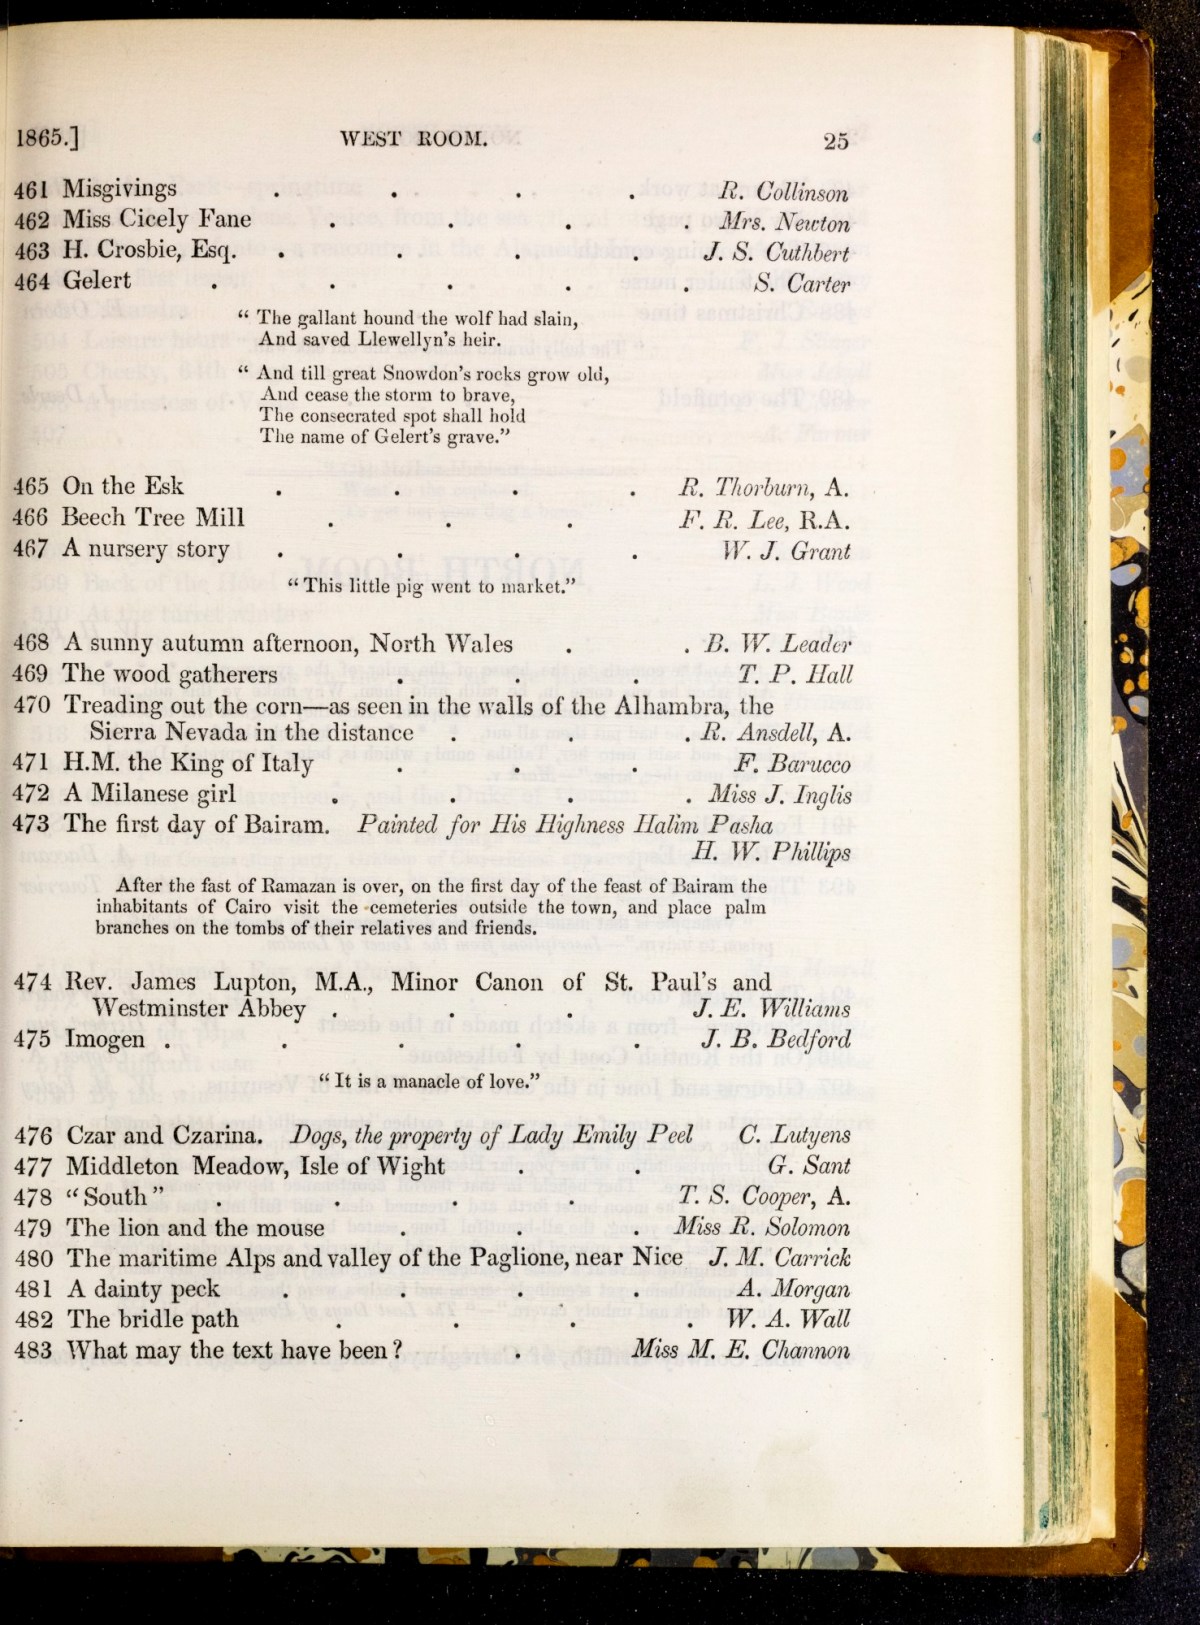 1865.] WEST ROOM. 25
461 Misgivings . . . . R. Collinson
462 Miss Cicely Fane . . . . Mrs. Newton
463 H. Crosbie, Esq. . . . . J. S. Cuthbert
464 Gelert . . . . . S. Carter
“ The gallant hound the wolf had slain,
And saved Llewellyn's heir.
“ And till great Snowdon's rocks grow old,
And cease the storm to brave,
The consecrated spot shall hold
The name of Gelert's grave.”
465 On the Esk . . . . R. Thorburn, A.
466 Beech Tree Mill . . . F. R. Lee, R.A.
467 A nursery story . . . . W. J. Grant
“ This little pig went to market.”
468 A sunny autumn afternoon, North Wales . . B. W. Leader
469 The wood gatherers . . . T. P. Hall
470 Treading out the corn—as seen in the walls of the Alhambra, the
Sierra Nevada in the distance . . . R. Ansdell, A.
471 H.M. the King of Italy . . . F. Barucco
472 A Milanese girl . . . . Miss J. Inglis
473 The first day of Bairam. Painted for His Highness Halim Pasha
H. W. Phillips
After the fast of Ramazan is over, on the first day of the feast of Bairam the
inhabitants of Cairo visit the cemeteries outside the town, and place palm
branches on the tombs of their relatives and friends.
474 Rev. James Lupton, M.A., Minor Canon of St. Paul's and
Westminster Abbey . . . J. E. Williams
475 Imogen . . . . . J. B. Bedford
“ It is a manacle of love.”
476 Czar and Czarina. Dogs, the property of Lady Emily Peel C. Lutyens
477 Middleton Meadow, Isle of Wight . . G. Sant
478 “ South ” . . . . T. S. Cooper, A.
479 The lion and the mouse . . . Miss R. Solomon
480 The maritime Alps and valley of the Paglione, near Nice J. M. Carrick
481 A dainty peck . . . . A. Morgan
482 The bridle path . . . . W. A. Wall
483 What may the text have been ? . Miss M. E. Channon